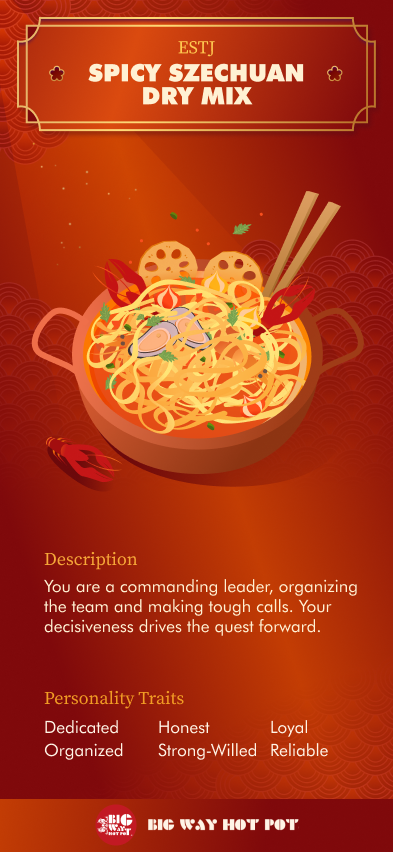 ESTJ
SPICY SZECHUAN
DRY MIX
Description
You are a commanding leader, organizing
the team and making tough calls. Your
decisiveness drives the quest forward.
Personality Traits
Dedicated Honest Loyal
Organized Strong-Willed Reliable
BIG
WAY
HOT POT
BIG WAY HOT POT